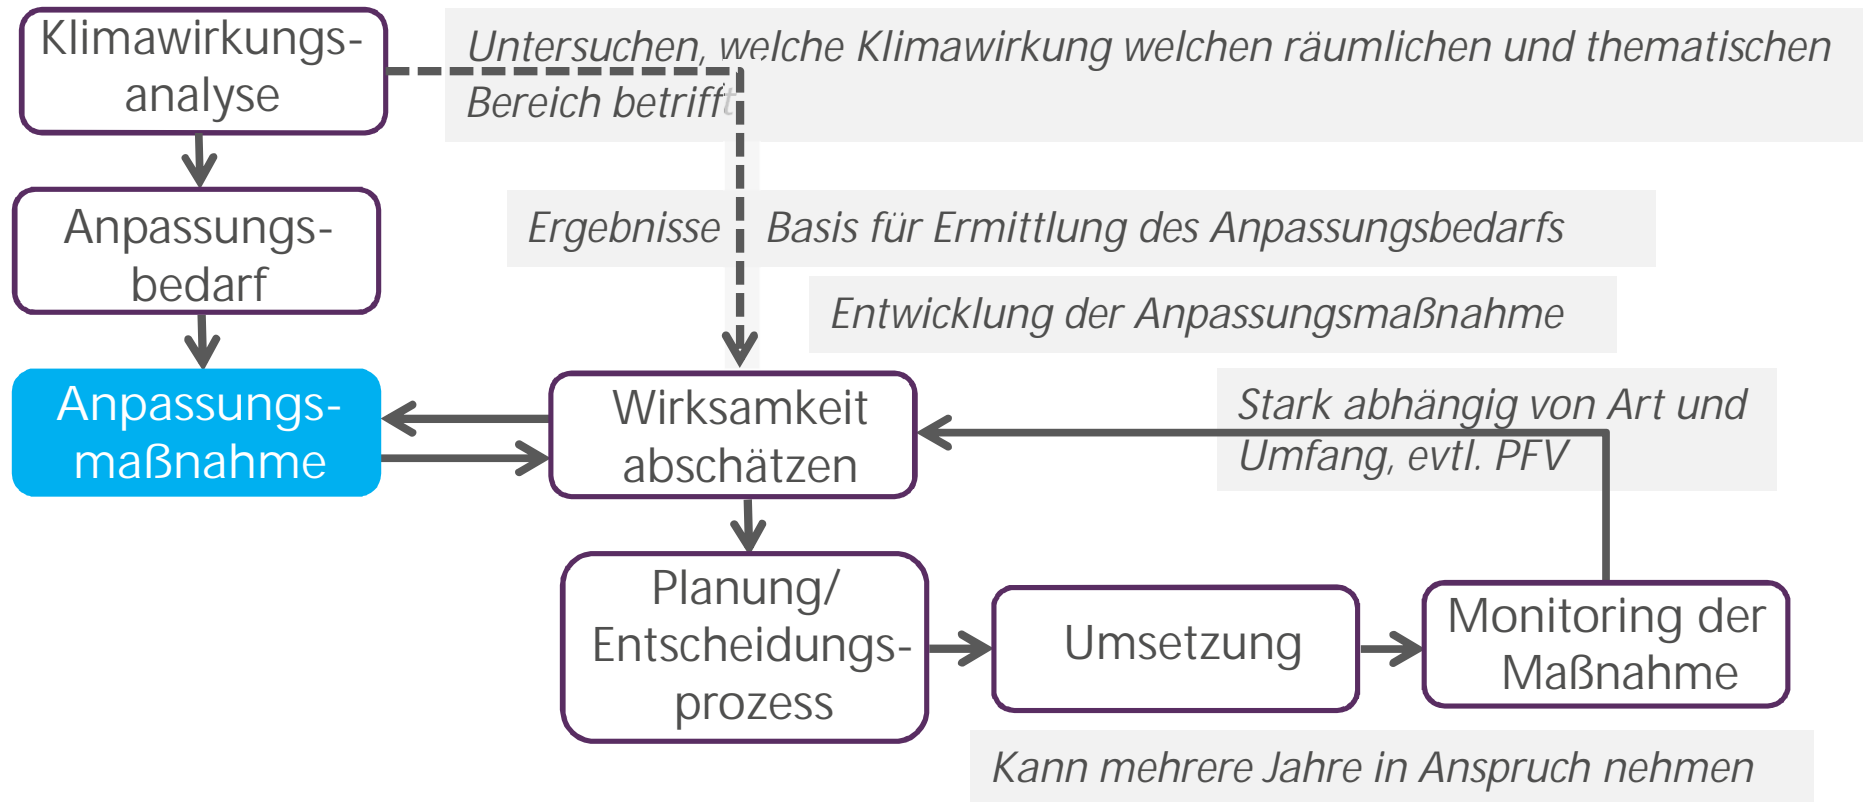 Klimawirkungs-
analyse
Untersuchen, welche Klimawirkung welchen räumlichen und thematischen
Bereich betrifft
Anpassungs-
bedarf
Ergebnisse Basis für Ermittlung des Anpassungsbedarfs
Entwicklung der Anpassungsmaßnahme
Anpassungs-
maßnahme
Wirksamkeit
abschätzen
Stark abhängig von Art und
Umfang, evtl. PFV
Planung/
Entscheidungs-
prozess
Umsetzung
Monitoring der
Maßnahme
Kann mehrere Jahre in Anspruch nehmen